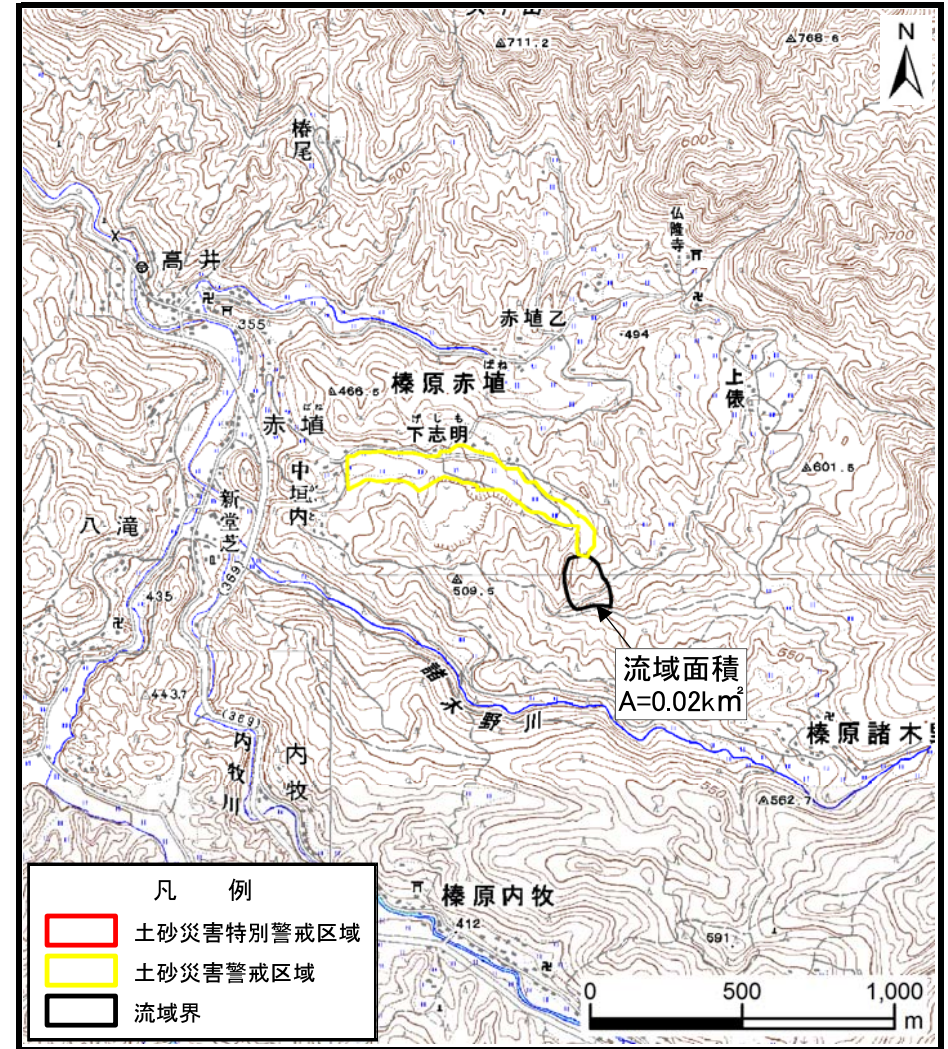 711.2
768.6
N
椿尾
600
600
仏隆寺
700
高井
355
赤埴乙
494
466.5
ばね
榛原赤埴
上俵
ばね
赤埴
げしも
下志明
601.5
中垣内
新堂芝
八滝
(369)
509.5
435
流域面積
A=0.02k㎡
550
443.7
諸木野川
(369)
内牧川
内牧
榛原諸木野
550
562.7
凡 例
土砂災害特別警戒区域
土砂災害警戒区域
流域界
榛原内牧
412
591
0 500 1,000
m